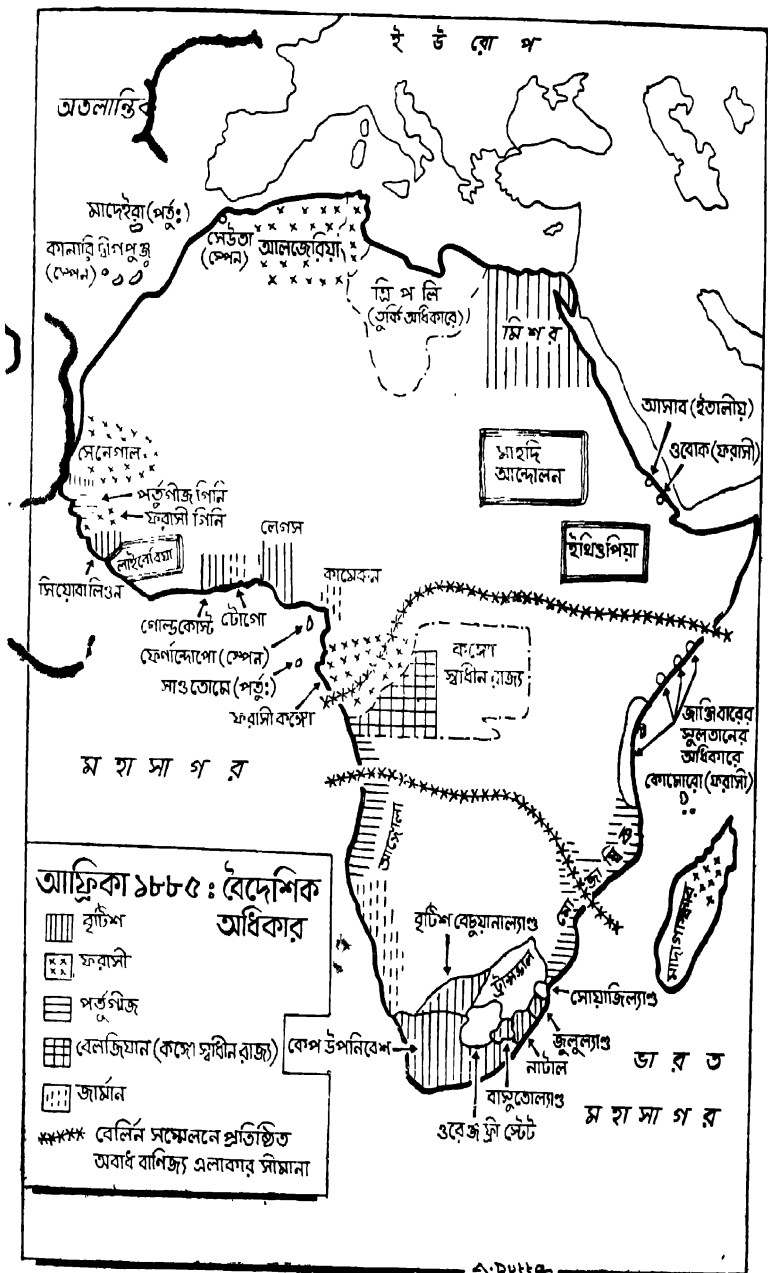 ই উ রো প
অতলান্তিক
মাদেইরা (পর্তুঃ)
কানারি দ্বীপপুঞ্জ
(স্পেন)
সেউতা
(স্পেন)
আলজেরিয়া
ত্রি প লি
(তুর্কি অধিকারে)
মিশর
আসাব (ইতালীয়)
ওবোক (ফরাসী)
মাহদি
আন্দোলন
সেনেগাল
পর্তুগীজ গিনি
ফরাসী গিনি
লেগস
লাইবেরিয়া
ইথিওপিয়া
সিয়োরালিওন
কামেরুন
গোল্ডকোস্ট
টোগো
ফের্ণান্দোপো (স্পেন)
সাওতোমে (পর্তুঃ)
ফরাসী কঙ্গো
কঙ্গো
স্বাধীন রাজ্য
জাঞ্জিবারের
সুলতানের
অধিকারে
কোমোরো (ফরাসী)
ম হা সা গ র
আঙ্গোলা
মোজাম্বিক
মাদাগাস্কার
আফ্রিকা ১৮৮৫ : বৈদেশিক
অধিকার
বৃটিশ
ফরাসী
পর্তুগীজ
বেলজিয়ান (কঙ্গো স্বাধীন রাজ্য)
জার্মান
বের্লিন সম্মেলনে প্রতিষ্ঠিত
অবাধ বাণিজ্য এলাকার সীমানা
বৃটিশ বেচুয়ানাল্যাণ্ড
ট্রান্সভাল
সোয়াজিল্যাণ্ড
কেপ উপনিবেশ
জুলুল্যাণ্ড
নাটাল
বাসুতোল্যাণ্ড
ওরেঞ্জ ফ্রী স্টেট
ভা র ত
ম হা সা গ র